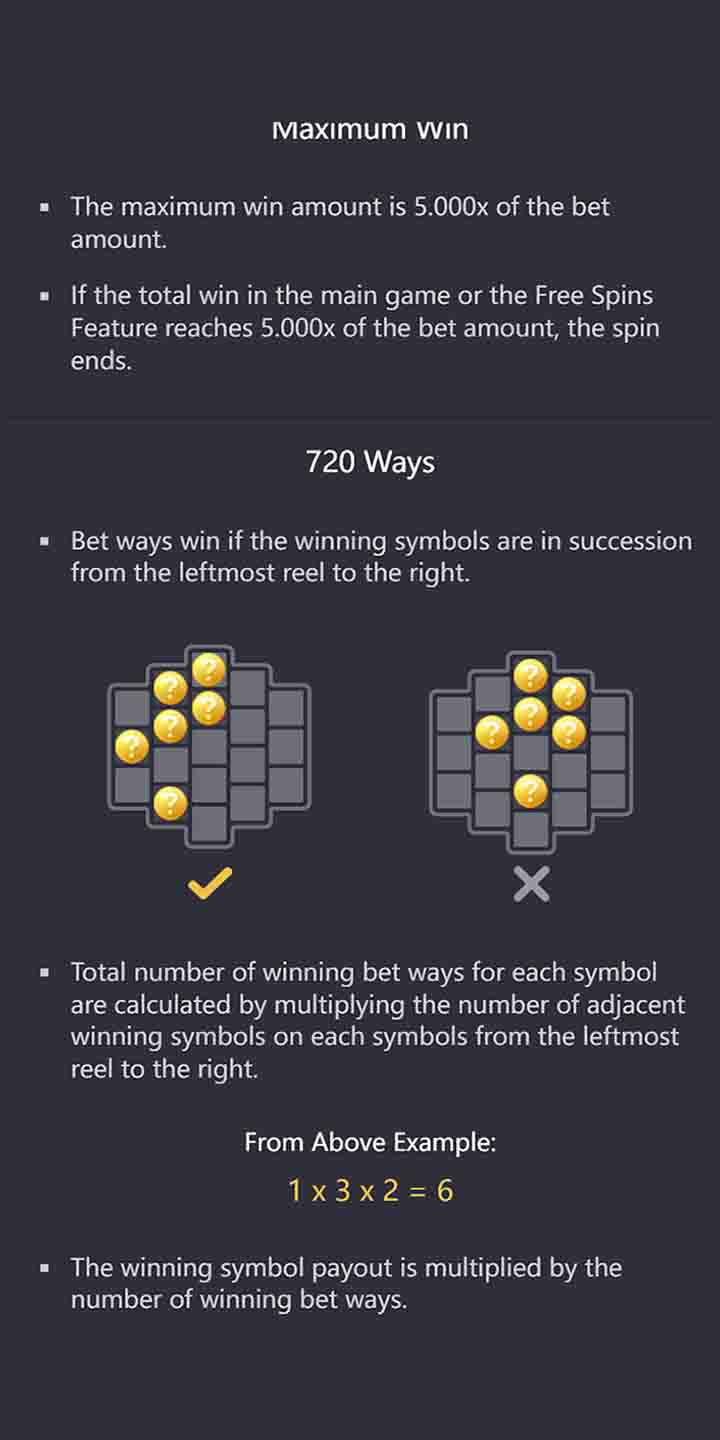 Maximum Win
The maximum win amount is 5.000x of the bet
amount.
If the total win in the main game or the Free Spins
Feature reaches 5.000x of the bet amount, the spin
ends.
720 Ways
Bet ways win if the winning symbols are in succession
from the leftmost reel to the right.
?
? ?
? ?
? ?
? ?
? ?
?
?
Total number of winning bet ways for each symbol
are calculated by multiplying the number of adjacent
winning symbols on each symbols from the leftmost
reel to the right.
From Above Example:
1 x 3 x 2 = 6
The winning symbol payout is multiplied by the
number of winning bet ways.